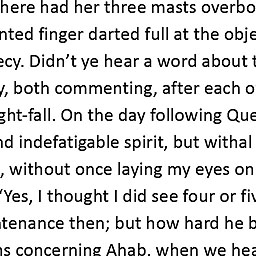 here had her three masts overbo
nted finger darted full at the obje
ecy. Didn’t ye hear a word about t
y, both commenting, after each o
ght-fall. On the day following Que
nd indefatigable spirit, but withal
, without once laying my eyes on
“Yes, I thought I did see four or fiv
ntenance then; but how hard he b
ns concerning Ahab, when we hea